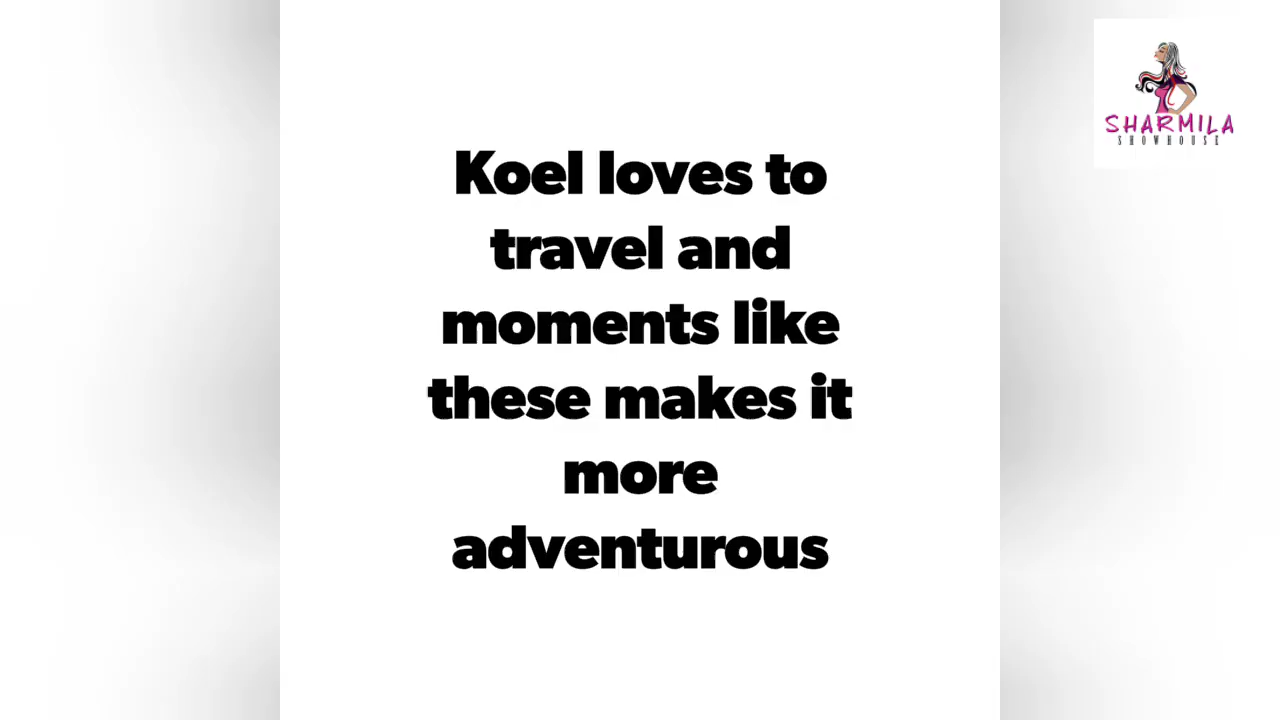 Koel loves to
travel and
moments like
these makes it
more
adventurous
SHARMILA
SHOWHOUSE